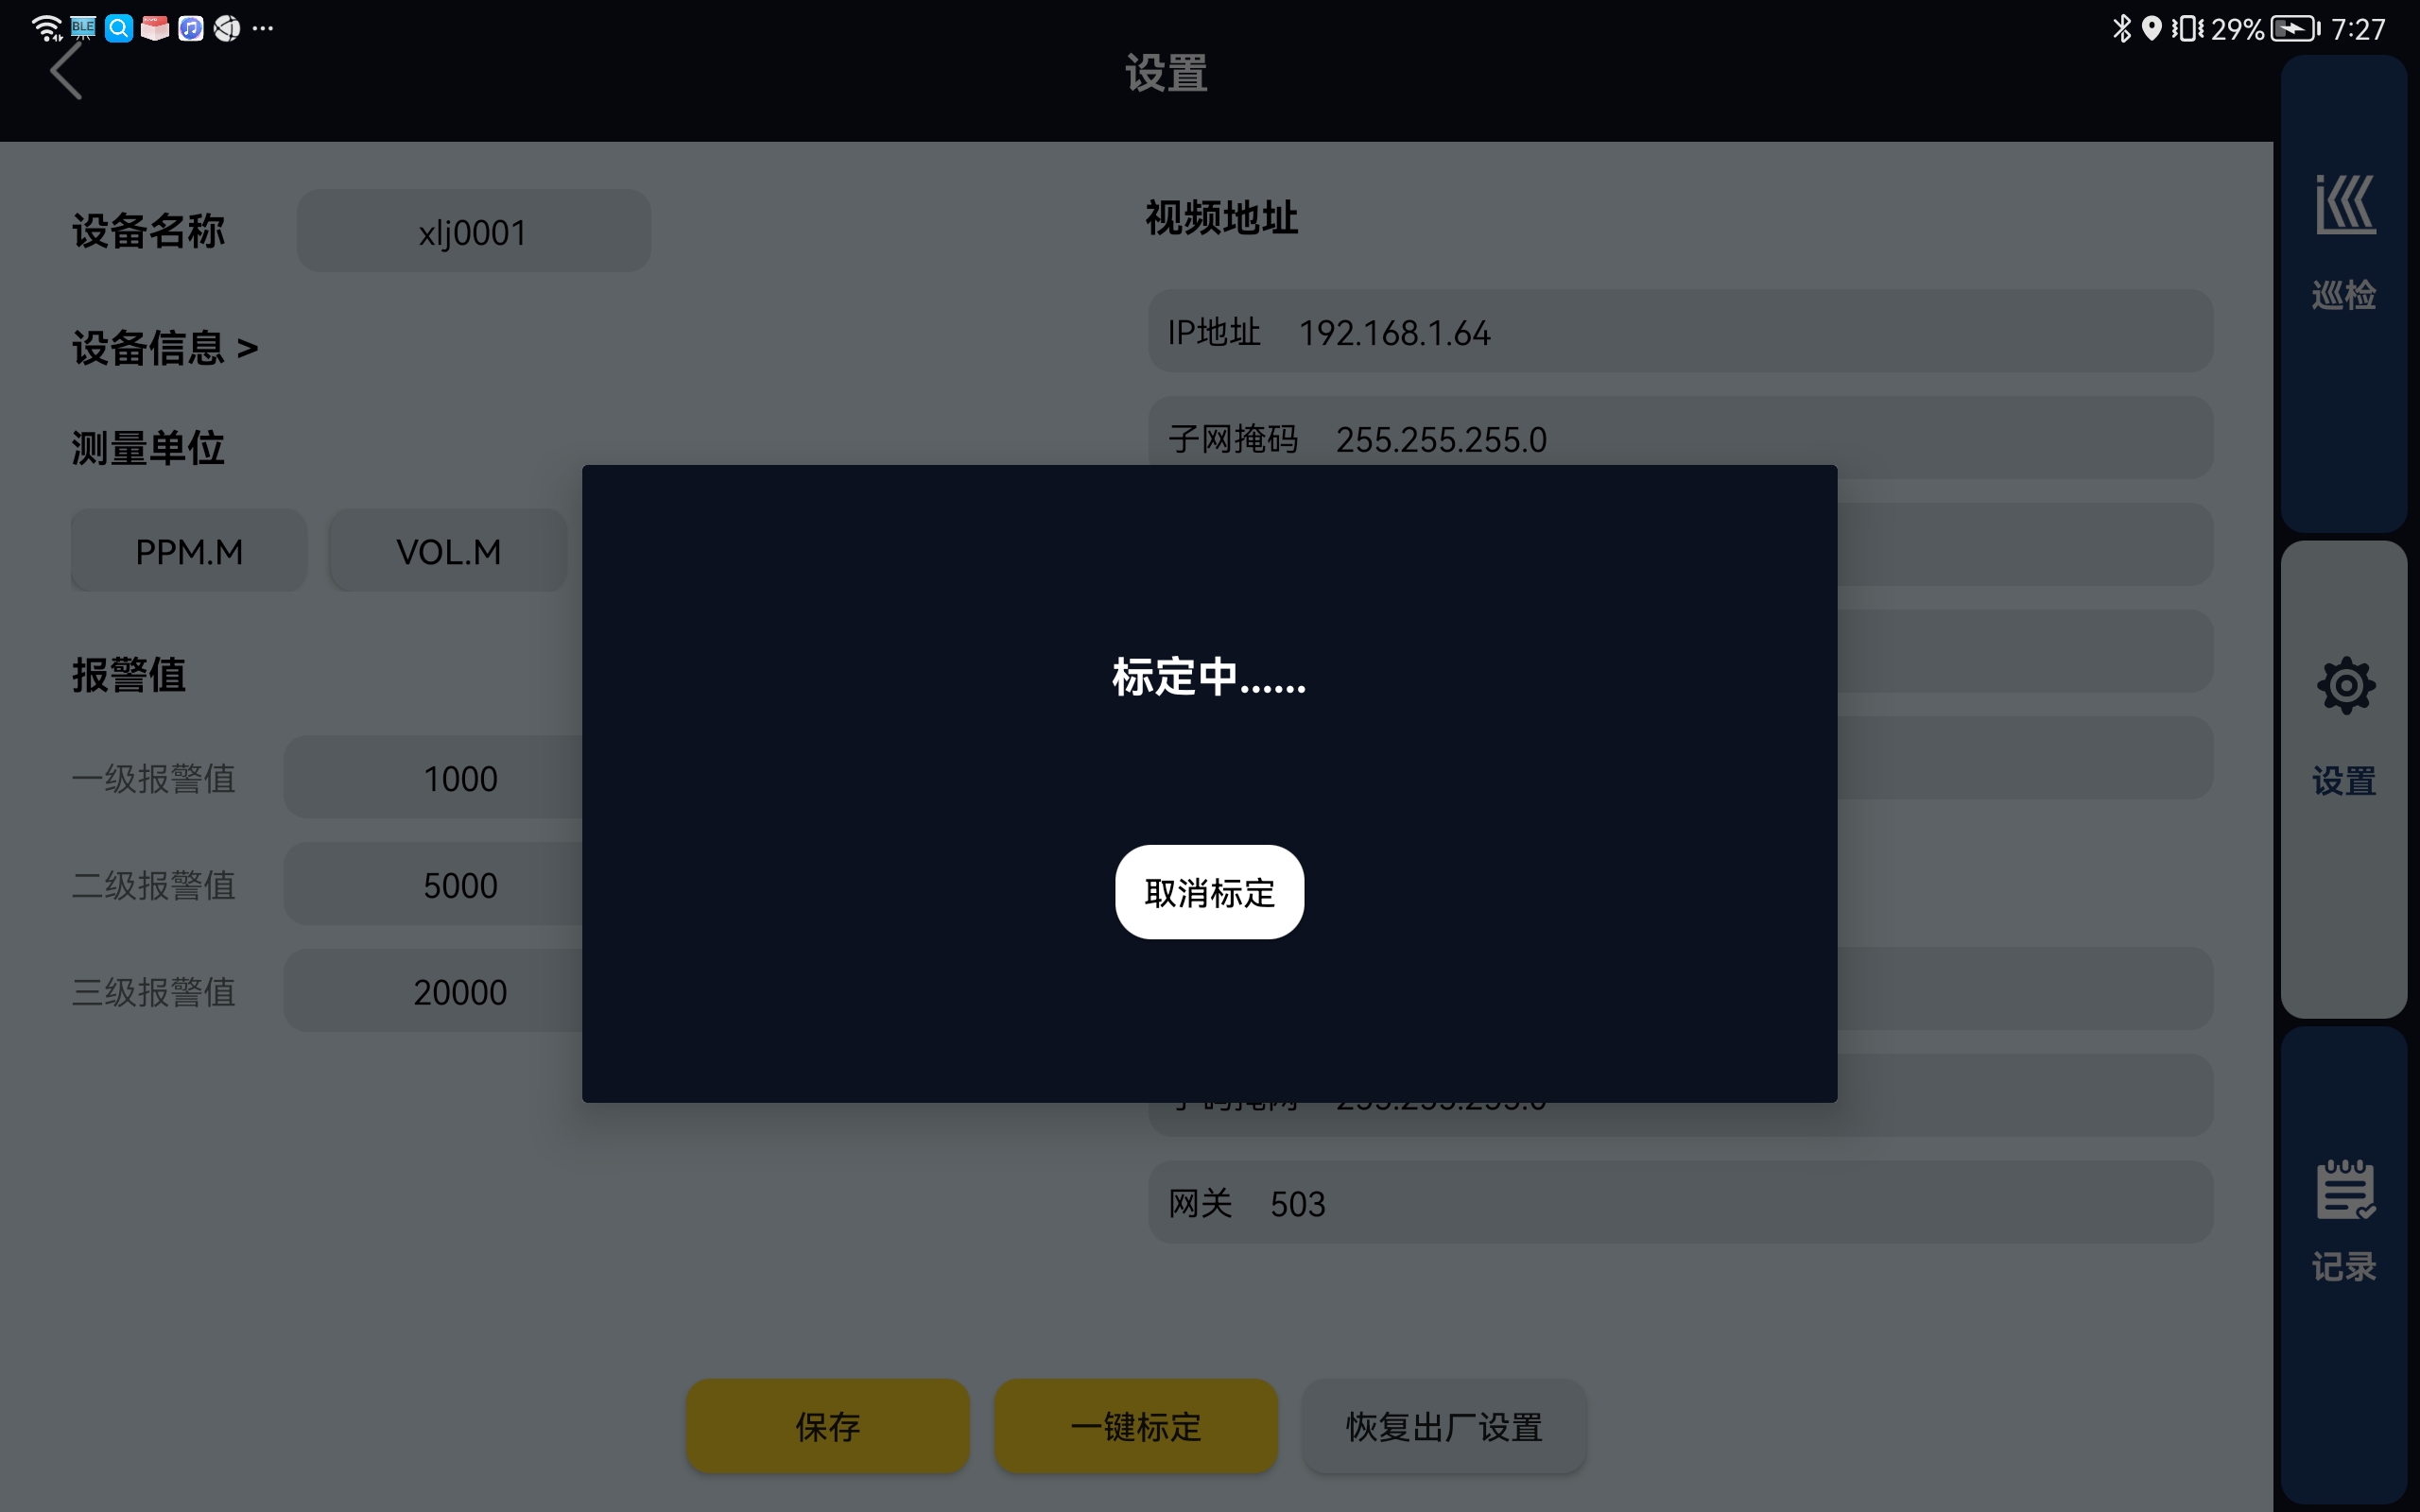 BLE
29%
7:27
设置
设备名称
xlj0001
设备信息 >
测量单位
PPM.M
VOL.M
报警值
一级报警值
1000
二级报警值
5000
三级报警值
20000
视频地址
IP地址 192.168.1.64
子网掩码 255.255.255.0
标定中......
取消标定
网关 503
保存
一键标定
恢复出厂设置
巡检
设置
记录